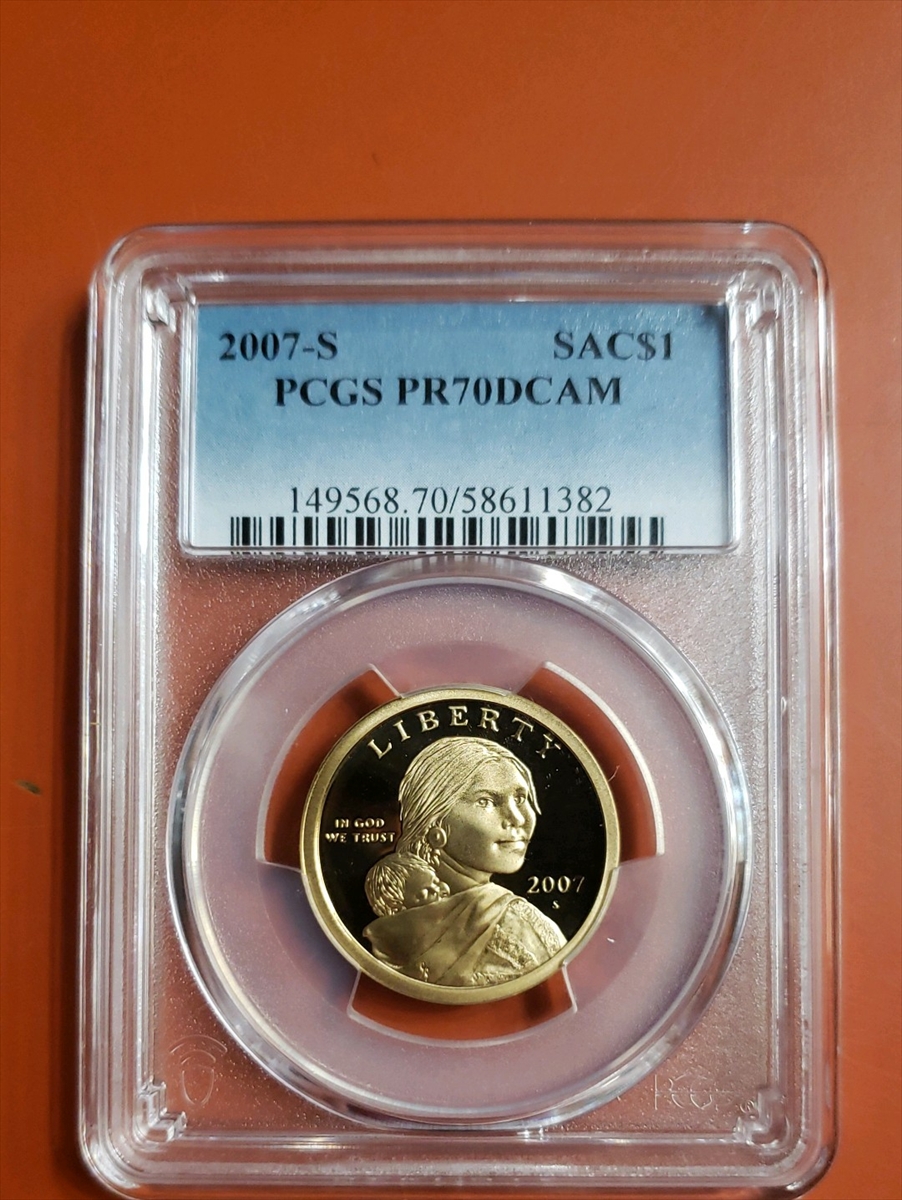 2007-S SAC$1
PCGS PR70DCAM
149568.70/58611382
LIBERTY
IN GOD
WE TRUST
2007
S